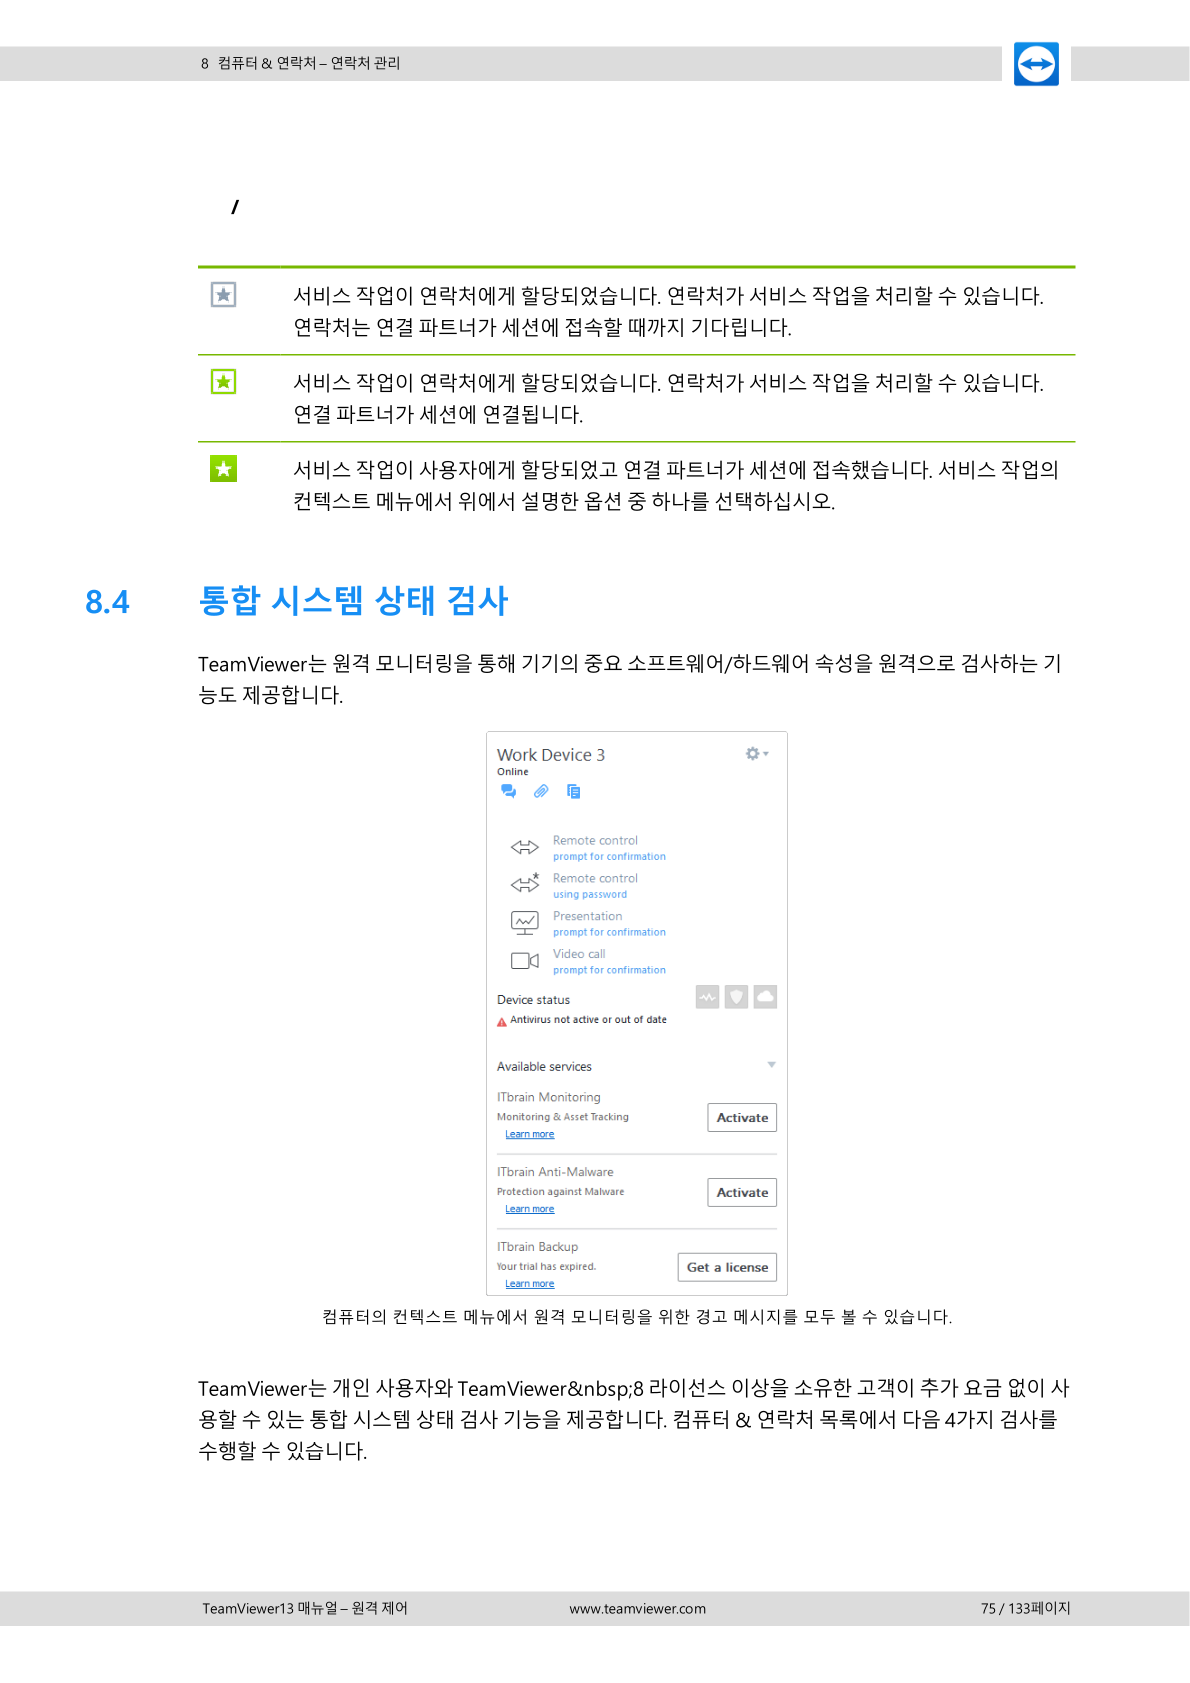 8 컴퓨터 & 연락처 – 연락처 관리
/
서비스 작업이 연락처에게 할당되었습니다. 연락처가 서비스 작업을 처리할 수 있습니다.
연락처는 연결 파트너가 세션에 접속할 때까지 기다립니다.
서비스 작업이 연락처에게 할당되었습니다. 연락처가 서비스 작업을 처리할 수 있습니다.
연결 파트너가 세션에 연결됩니다.
서비스 작업이 사용자에게 할당되었고 연결 파트너가 세션에 접속했습니다. 서비스 작업의
컨텍스트 메뉴에서 위에서 설명한 옵션 중 하나를 선택하십시오.
8.4 통합 시스템 상태 검사
TeamViewer는 원격 모니터링을 통해 기기의 중요 소프트웨어/하드웨어 속성을 원격으로 검사하는 기
능도 제공합니다.
Work Device 3
Online
Remote control
prompt for confirmation
Remote control
using password
Presentation
prompt for confirmation
Video call
prompt for confirmation
Device status
Antivirus not active or out of date
Available services
ITbrain Monitoring
Monitoring & Asset Tracking
Activate
Learn more
ITbrain Anti-Malware
Protection against Malware
Activate
Learn more
ITbrain Backup
Your trial has expired.
Get a license
Learn more
컴퓨터의 컨텍스트 메뉴에서 원격 모니터링을 위한 경고 메시지를 모두 볼 수 있습니다.
TeamViewer는 개인 사용자와 TeamViewer&nbsp;8 라이선스 이상을 소유한 고객이 추가 요금 없이 사
용할 수 있는 통합 시스템 상태 검사 기능을 제공합니다. 컴퓨터 & 연락처 목록에서 다음 4가지 검사를
수행할 수 있습니다.
TeamViewer13 매뉴얼 – 원격 제어 www.teamviewer.com 75 / 133페이지